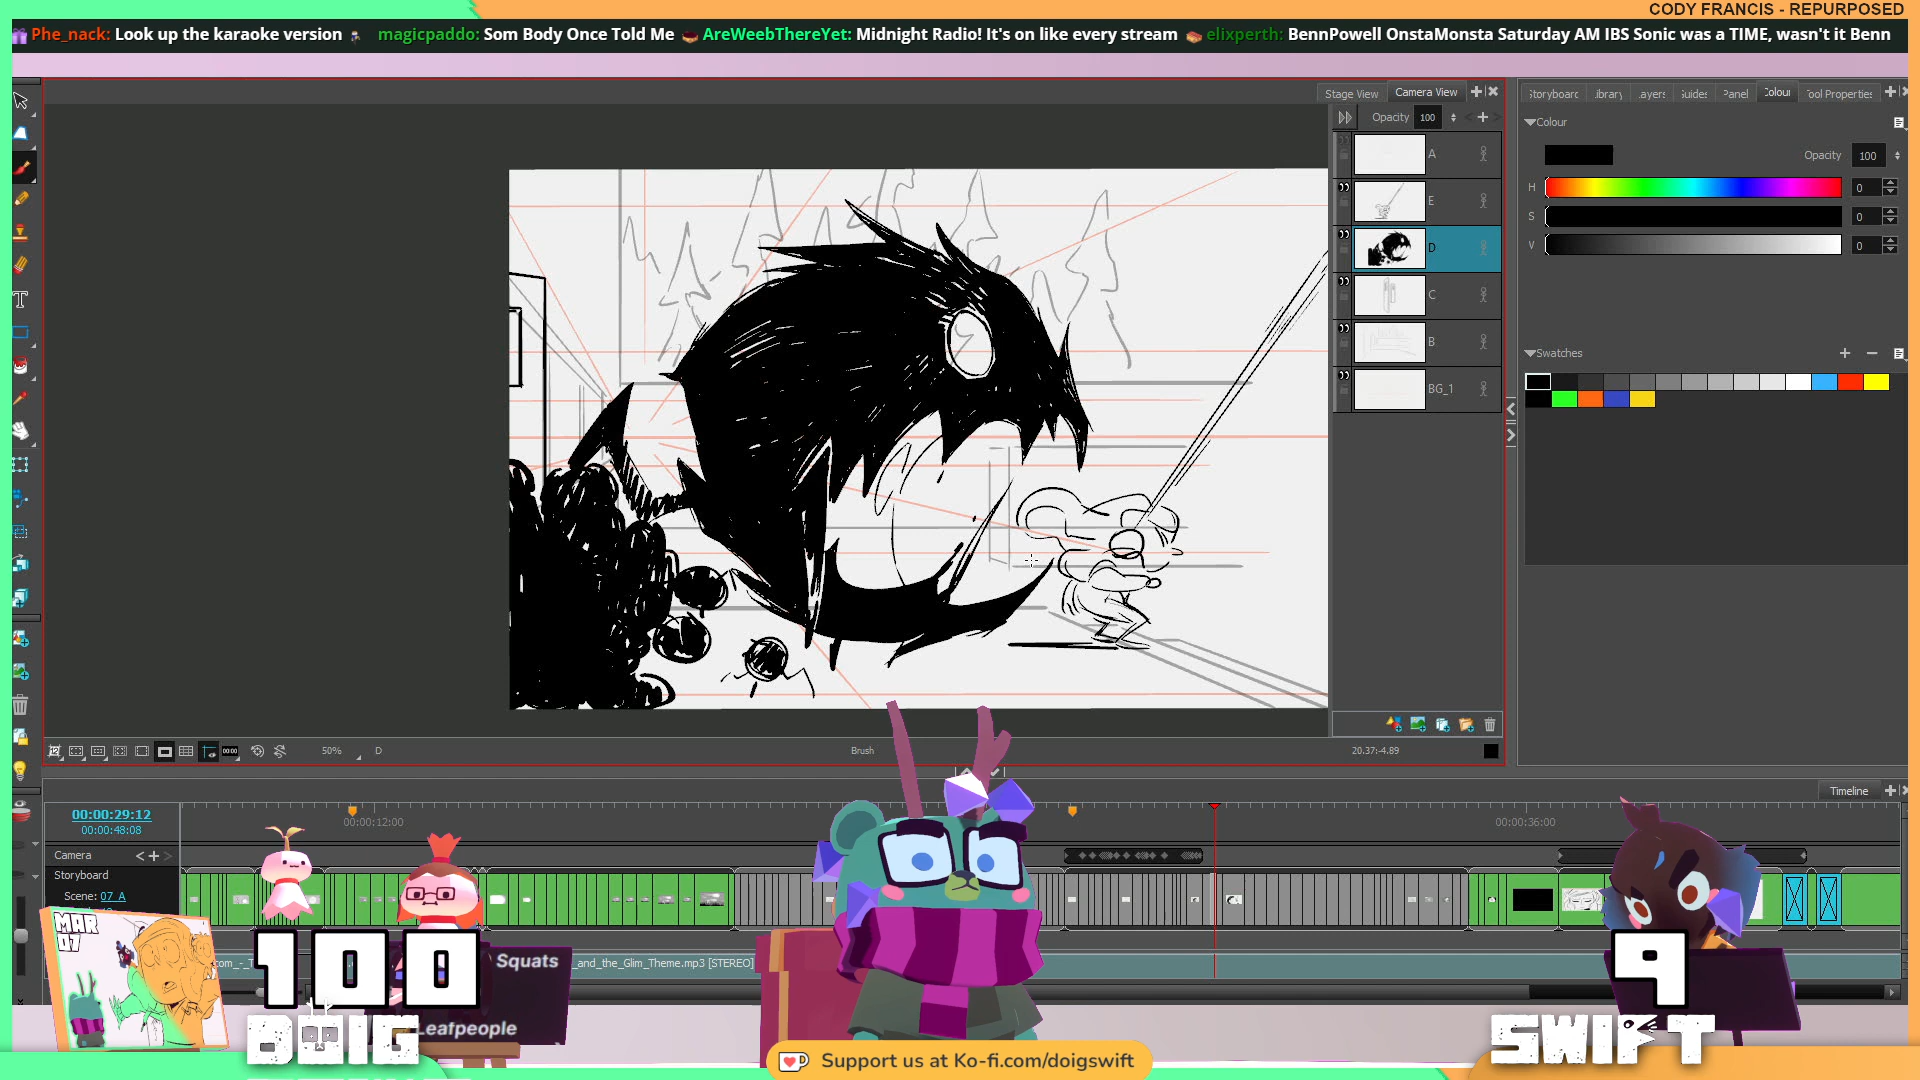 CODY FRANCIS - REPURPOSED
Phe_nack: Look up the karaoke version magicpaddo: Som Body Once Told Me AreWeebThereYet: Midnight Radio! It's on like every stream elixperth: BennPowell OnstaMonsta Saturday AM IBS Sonic was a TIME, wasn't it Benn
Stage View Camera View
Storyboard Library Layers Guides Panel Colour Tool Properties
Opacity 100
Colour
A
Opacity 100
H 0
E
S 0
D
V 0
C
B
Swatches
BG_1
50% D Brush 20.37:-4.89
Timeline
00:00:29:12
00:00:48:08
00:00:12:00
00:00:36:00
Camera
Storyboard
Scene: 07_A
MAR
07
_and_the_Glim_Theme.mp3 [STEREO]
100
Squats
9
Leafpeople
DOIG
SWIFT
Support us at Ko-fi.com/doigswift